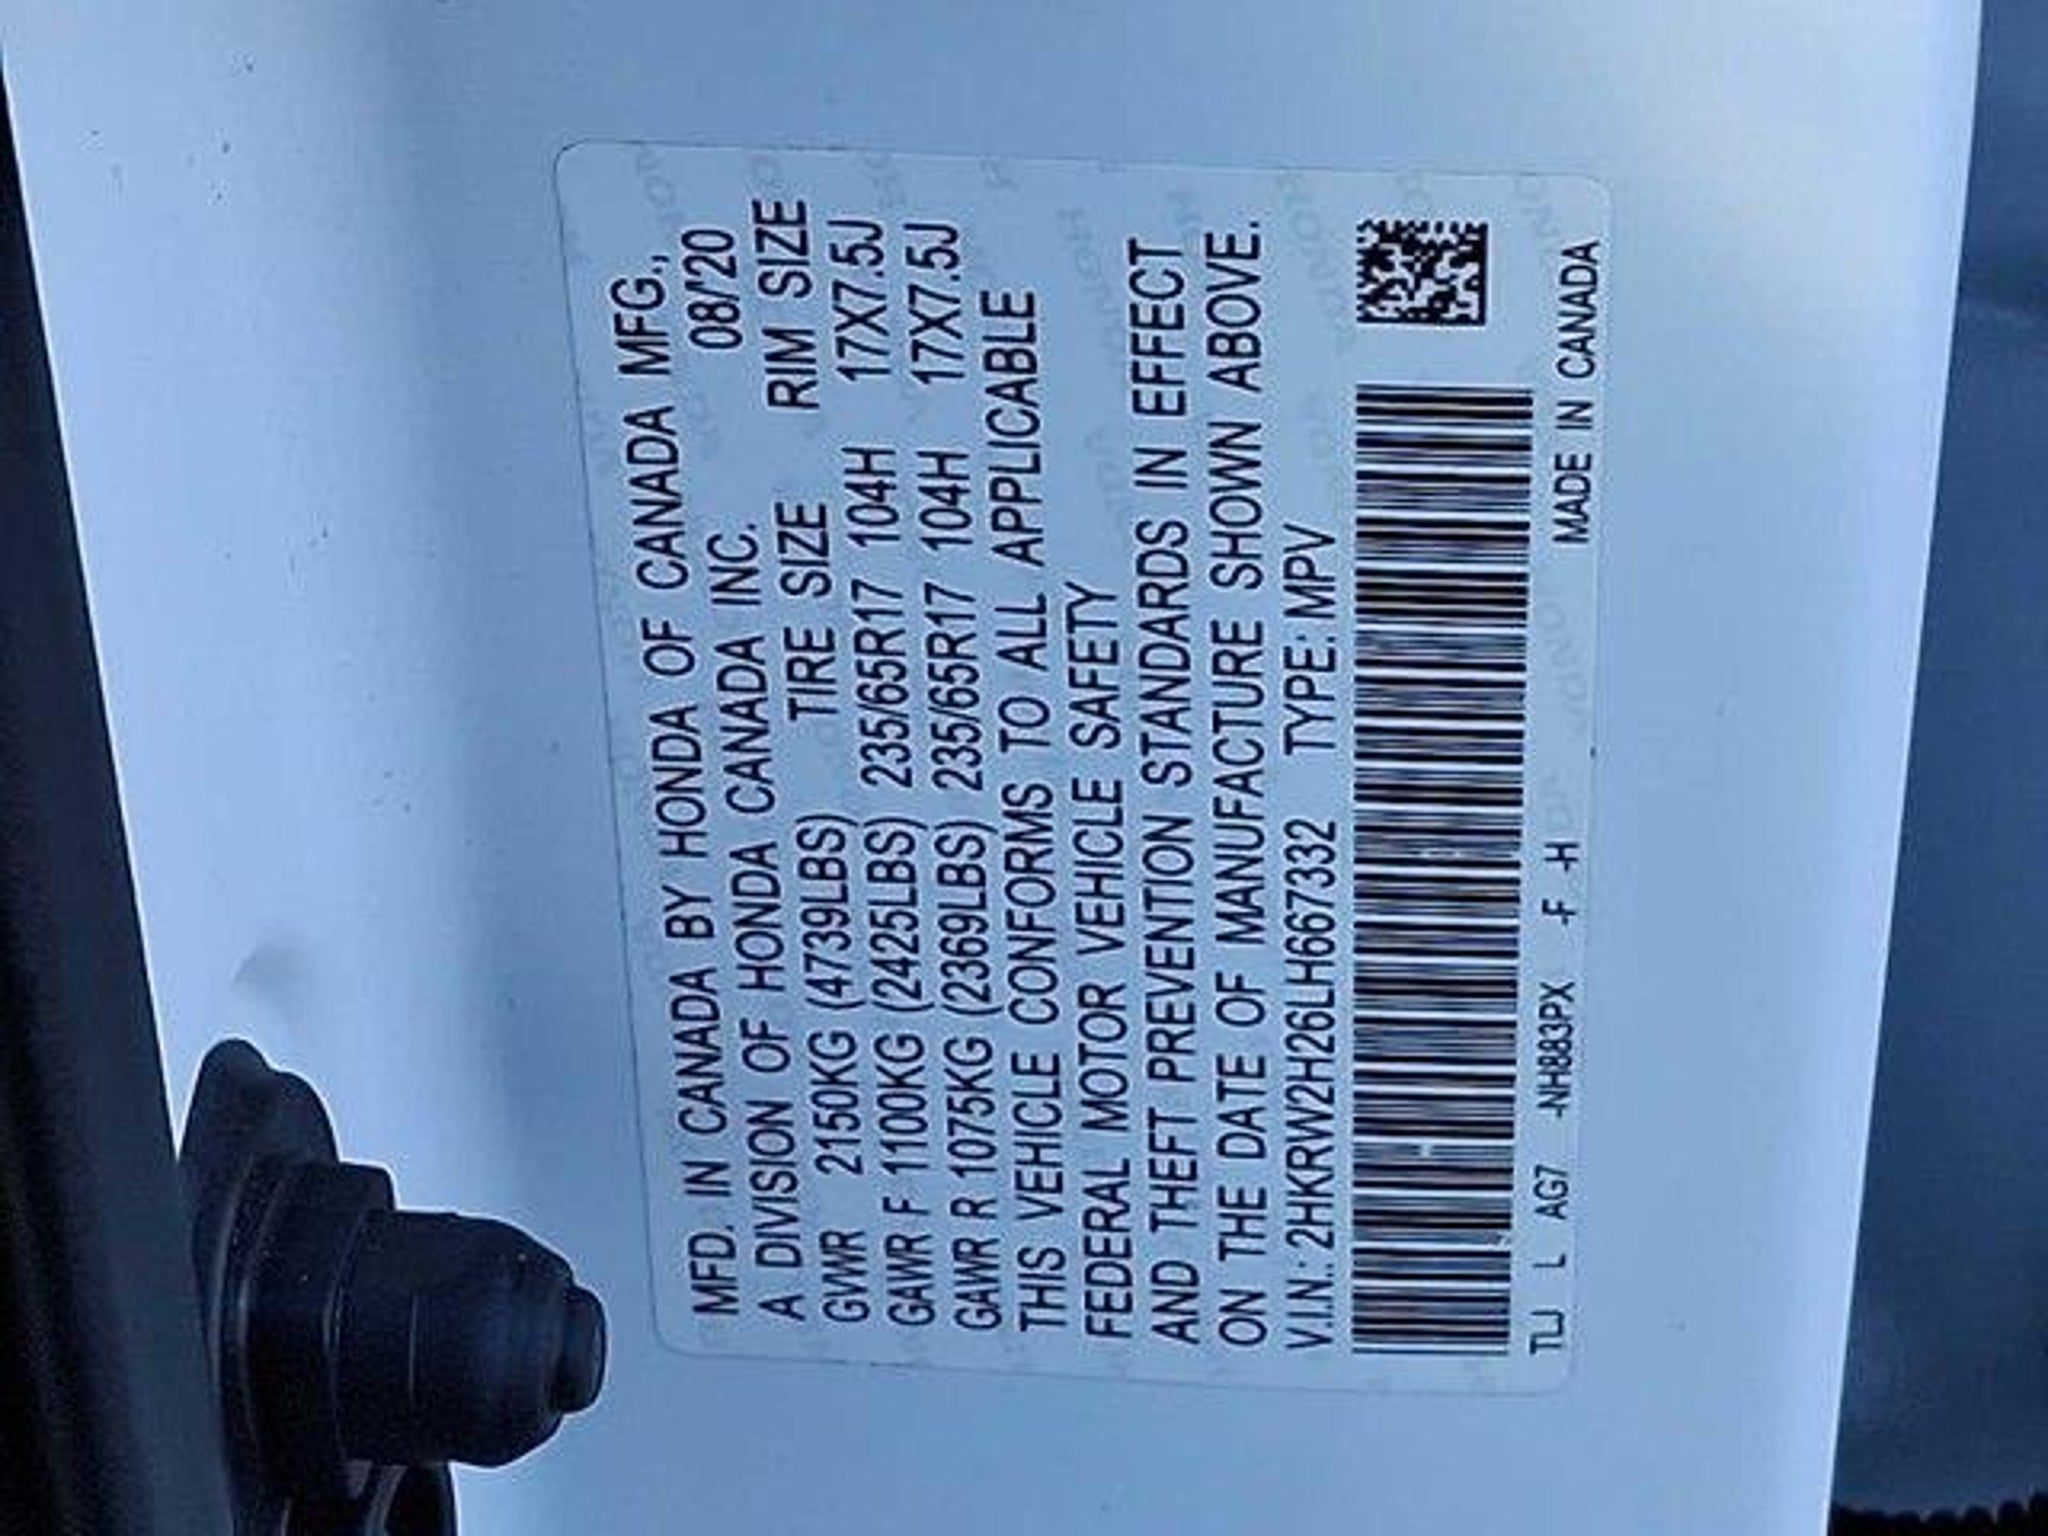 MFD. IN CANADA BY HONDA OF CANADA MFG.,
A DIVISION OF HONDA CANADA INC. 08/'20
GVWR 2150KG (4739LBS) TIRE SIZE RIM SIZE
GAWR F 1100KG (2425LBS) 235/65R17 104H 17X7.5J
GAWR R 1075KG (2369LBS) 235/65R17 104H 17X7.5J
THIS VEHICLE CONFORMS TO ALL APPLICABLE
FEDERAL MOTOR VEHICLE SAFETY
AND THEFT PREVENTION STANDARDS IN EFFECT
ON THE DATE OF MANUFACTURE SHOWN ABOVE.
V.I.N.: 2HKRW2H26LH667332 TYPE: MPV
TLJ L AG7 -NH883PX -F -H MADE IN CANADA